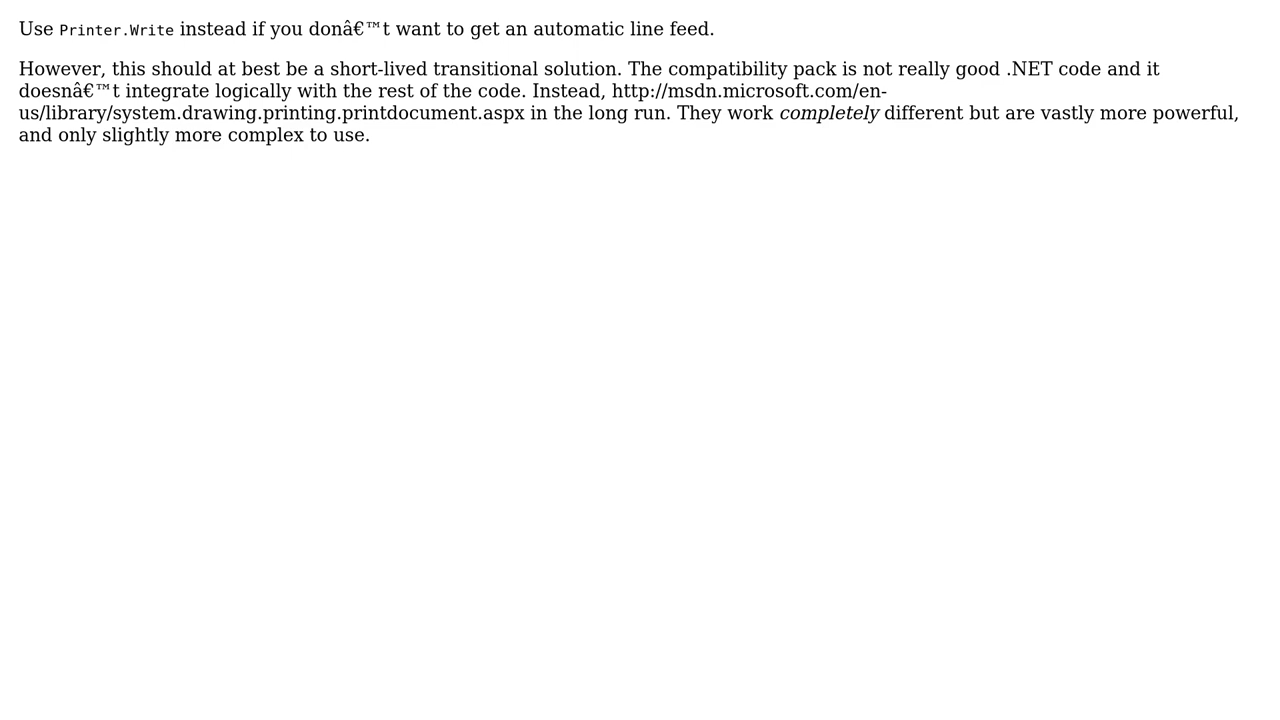 Use Printer.Write instead if you donâ€™t want to get an automatic line feed.
However, this should at best be a short-lived transitional solution. The compatibility pack is not really good .NET code and it
doesnâ€™t integrate logically with the rest of the code. Instead, http://msdn.microsoft.com/en-
us/library/system.drawing.printing.printdocument.aspx in the long run. They work completely different but are vastly more powerful,
and only slightly more complex to use.